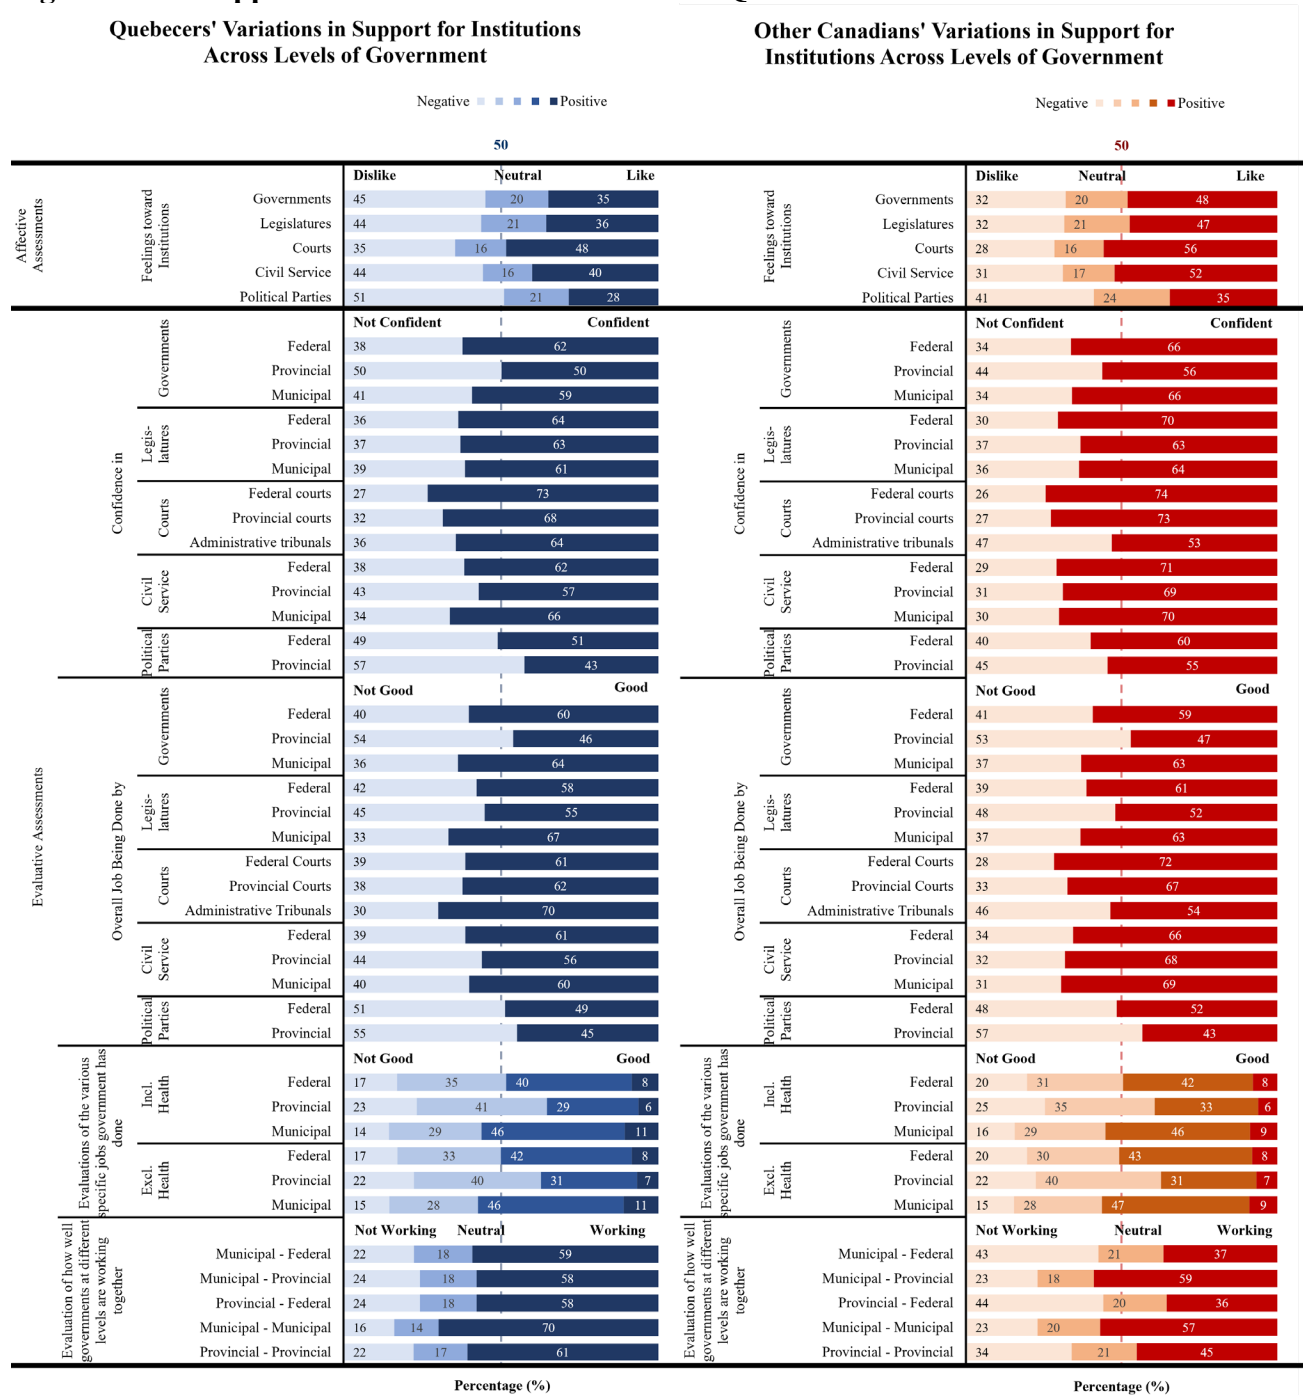 Quebecers' Variations in Support for Institutions
Across Levels of Government
Negative Positive
50
Affective
Assessments
Feelings toward
Institutions
Dislike Neutral Like
Governments 45 20 35
Legislatures 44 21 36
Courts 35 16 48
Civil Service 44 16 40
Political Parties 51 21 28
Evaluative Assessments
Confidence in
Not Confident Confident
Governments
Federal 38 62
Provincial 50 50
Municipal 41 59
Legis-
latures
Federal 36 64
Provincial 37 63
Municipal 39 61
Courts
Federal courts 27 73
Provincial courts 32 68
Administrative tribunals 36 64
Civil
Service
Federal 38 62
Provincial 43 57
Municipal 34 66
Political
Parties
Federal 49 51
Provincial 57 43
Overall Job Being Done by
Not Good Good
Governments
Federal 40 60
Provincial 54 46
Municipal 36 64
Legis-
latures
Federal 42 58
Provincial 45 55
Municipal 33 67
Courts
Federal Courts 39 61
Provincial Courts 38 62
Administrative Tribunals 30 70
Civil
Service
Federal 39 61
Provincial 44 56
Municipal 40 60
Political
Parties
Federal 51 49
Provincial 55 45
Evaluations of the various
specific jobs government has
done
Not Good Good
Incl.
Health
Federal 17 35 40 8
Provincial 23 41 29 6
Municipal 14 29 46 11
Excl.
Health
Federal 17 33 42 8
Provincial 22 40 31 7
Municipal 15 28 46 11
Evaluation of how well
governments at different
levels are working
together
Not Working Neutral Working
Municipal - Federal 22 18 59
Municipal - Provincial 24 18 58
Provincial - Federal 24 18 58
Municipal - Municipal 16 14 70
Provincial - Provincial 22 17 61
Percentage (%)
Other Canadians' Variations in Support for
Institutions Across Levels of Government
Negative Positive
50
Feelings toward
Institutions
Dislike Neutral Like
Governments 32 20 48
Legislatures 32 21 47
Courts 28 16 56
Civil Service 31 17 52
Political Parties 41 24 35
Confidence in
Not Confident Confident
Governments
Federal 34 66
Provincial 44 56
Municipal 34 66
Legis-
latures
Federal 30 70
Provincial 37 63
Municipal 36 64
Courts
Federal courts 26 74
Provincial courts 27 73
Administrative tribunals 47 53
Civil
Service
Federal 29 71
Provincial 31 69
Municipal 30 70
Political
Parties
Federal 40 60
Provincial 45 55
Overall Job Being Done by
Not Good Good
Governments
Federal 41 59
Provincial 53 47
Municipal 37 63
Legis-
latures
Federal 39 61
Provincial 48 52
Municipal 37 63
Courts
Federal Courts 28 72
Provincial Courts 33 67
Administrative Tribunals 46 54
Civil
Service
Federal 34 66
Provincial 32 68
Municipal 31 69
Political
Parties
Federal 48 52
Provincial 57 43
Evaluations of the various
specific jobs government has
done
Not Good Good
Incl.
Health
Federal 20 31 42 8
Provincial 25 35 33 6
Municipal 16 29 46 9
Excl.
Health
Federal 20 30 43 8
Provincial 22 40 31 7
Municipal 15 28 47 9
Evaluation of how well
governments at different
levels are working
together
Not Working Neutral Working
Municipal - Federal 43 21 37
Municipal - Provincial 23 18 59
Provincial - Federal 44 20 36
Municipal - Municipal 23 20 57
Provincial - Provincial 34 21 45
Percentage (%)